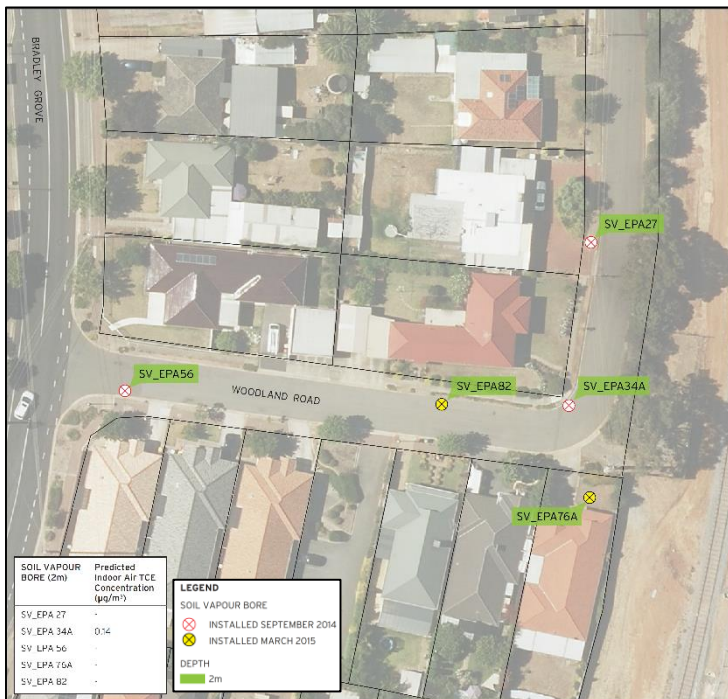 BRADLEY GROVE
SV_EPA27
SV_EPA56
WOODLAND ROAD
SV_EPA82
SV_EPA34A
SV_EPA76A
SOIL VAPOUR BORE (2m)
Predicted Indoor Air TCE Concentration (µg/m³)
SV_EPA 27 -
SV_EPA 34A 0.14
SV_EPA 56 -
SV_EPA 76A -
SV_EPA 82 -
LEGEND
SOIL VAPOUR BORE
INSTALLED SEPTEMBER 2014
INSTALLED MARCH 2015
DEPTH
2m